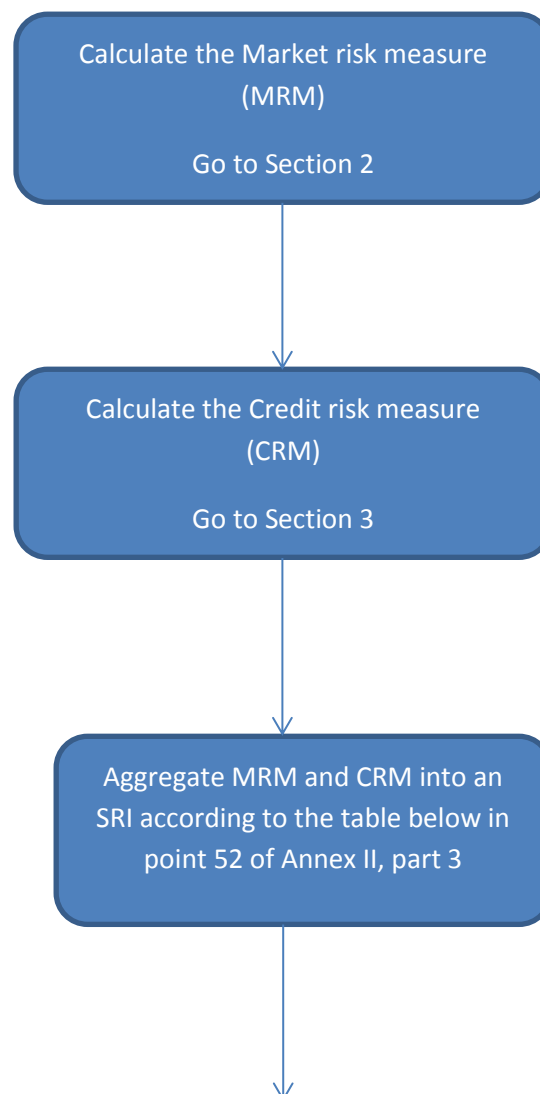 Calculate the Market risk measure
(MRM)
Go to Section 2
Calculate the Credit risk measure
(CRM)
Go to Section 3
Aggregate MRM and CRM into an
SRI according to the table below in
point 52 of Annex II, part 3